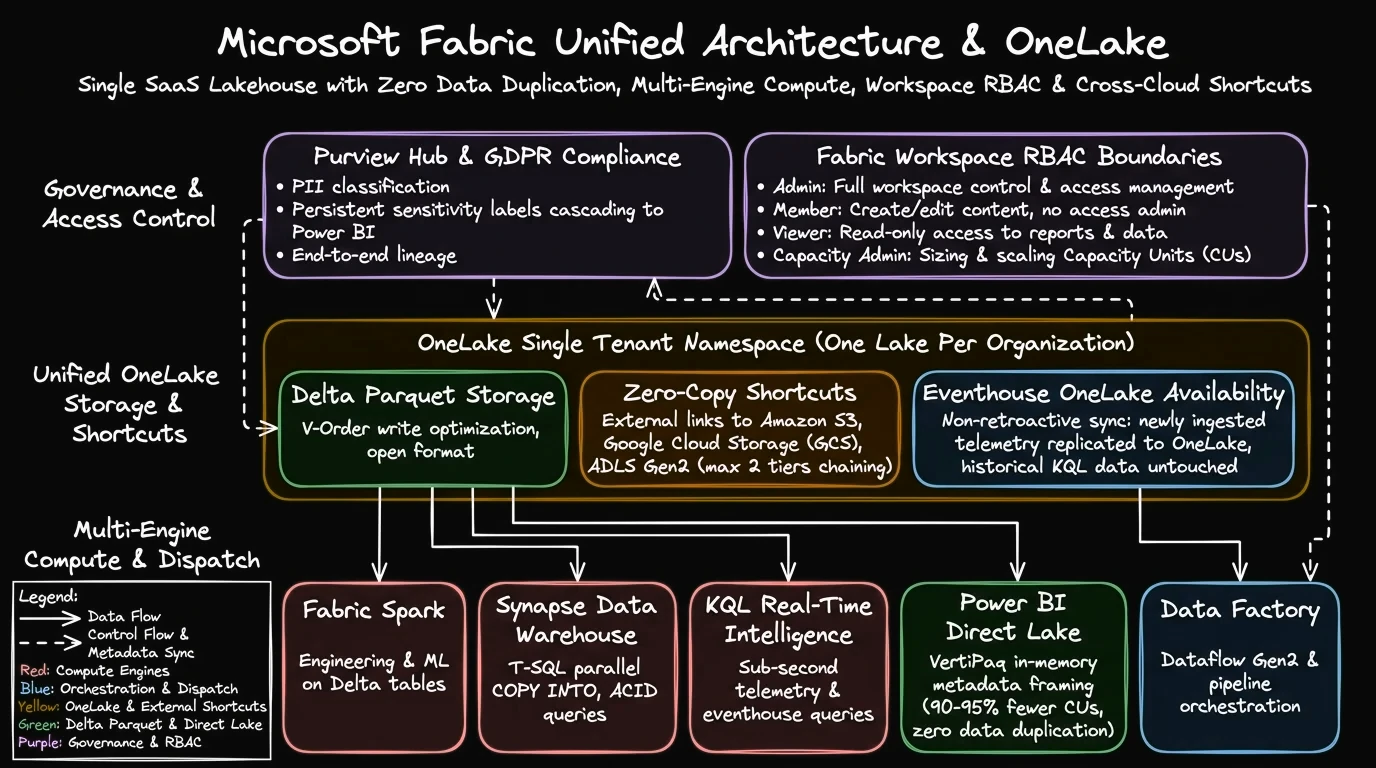 Microsoft Fabric Unified Architecture & OneLake
Single SaaS Lakehouse with Zero Data Duplication, Multi-Engine Compute, Workspace RBAC & Cross-Cloud Shortcuts
Governance &
Access Control
Purview Hub & GDPR Compliance
• PII classification
• Persistent sensitivity labels cascading to
Power BI
• End-to-end lineage
Fabric Workspace RBAC Boundaries
• Admin: Full workspace control & access management
• Member: Create/edit content, no access admin
• Viewer: Read-only access to reports & data
• Capacity Admin: Sizing & scaling Capacity Units (CUs)
Unified OneLake
Storage &
Shortcuts
OneLake Single Tenant Namespace (One Lake Per Organization)
Delta Parquet Storage
V-Order write optimization,
open format
Zero-Copy Shortcuts
External links to Amazon S3,
Google Cloud Storage (GCS),
ADLS Gen2 (max 2 tiers chaining)
Eventhouse OneLake Availability
Non-retroactive sync: newly ingested
telemetry replicated to OneLake,
historical KQL data untouched
Multi-Engine
Compute & Dispatch
Legend:
Data Flow
Control Flow &
Metadata Sync
Red: Compute Engines
Blue: Orchestration & Dispatch
Yellow: OneLake & External Shortcuts
Green: Delta Parquet & Direct Lake
Purple: Governance & RBAC
Fabric Spark
Engineering & ML
on Delta tables
Synapse Data
Warehouse
T-SQL parallel
COPY INTO, ACID
queries
KQL Real-Time
Intelligence
Sub-second
telemetry &
eventhouse queries
Power BI
Direct Lake
VertiPaq in-memory
metadata framing
(90-95% fewer CUs,
zero data duplication)
Data Factory
Dataflow Gen2 &
pipeline
orchestration